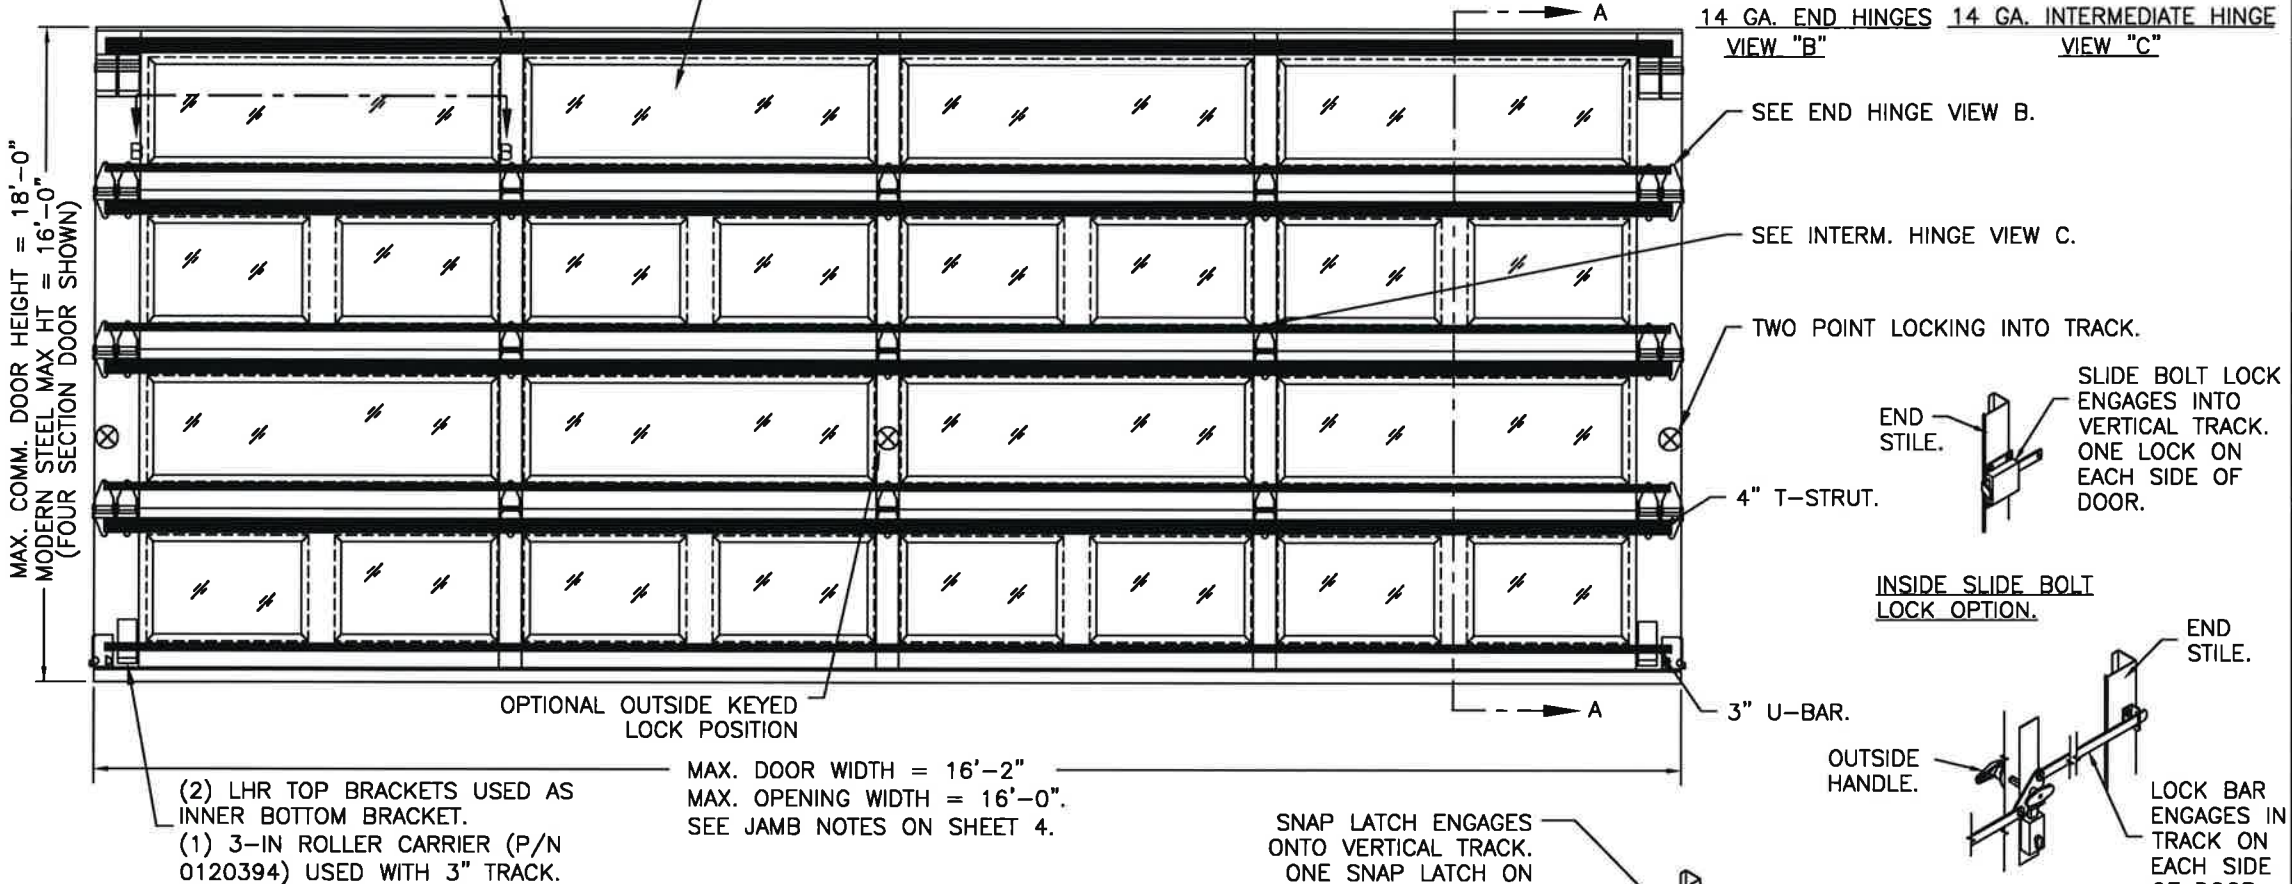 A
14 GA. END HINGES
VIEW "B"
14 GA. INTERMEDIATE HINGE
VIEW "C"
MAX. COMM. DOOR HEIGHT = 18'-0"
MODERN STEEL MAX HT = 16'-0"
(FOUR SECTION DOOR SHOWN)
B
B
SEE END HINGE VIEW B.
SEE INTERM. HINGE VIEW C.
TWO POINT LOCKING INTO TRACK.
END
STILE.
SLIDE BOLT LOCK
ENGAGES INTO
VERTICAL TRACK.
ONE LOCK ON
EACH SIDE OF
DOOR.
4" T-STRUT.
INSIDE SLIDE BOLT
LOCK OPTION.
END
STILE.
OPTIONAL OUTSIDE KEYED
LOCK POSITION
A
3" U-BAR.
OUTSIDE
HANDLE.
LOCK BAR
ENGAGES IN
TRACK ON
EACH SIDE
OF DOOR
(2) LHR TOP BRACKETS USED AS
INNER BOTTOM BRACKET.
(1) 3-IN ROLLER CARRIER (P/N
0120394) USED WITH 3" TRACK.
MAX. DOOR WIDTH = 16'-2"
MAX. OPENING WIDTH = 16'-0".
SEE JAMB NOTES ON SHEET 4.
SNAP LATCH ENGAGES
ONTO VERTICAL TRACK.
ONE SNAP LATCH ON